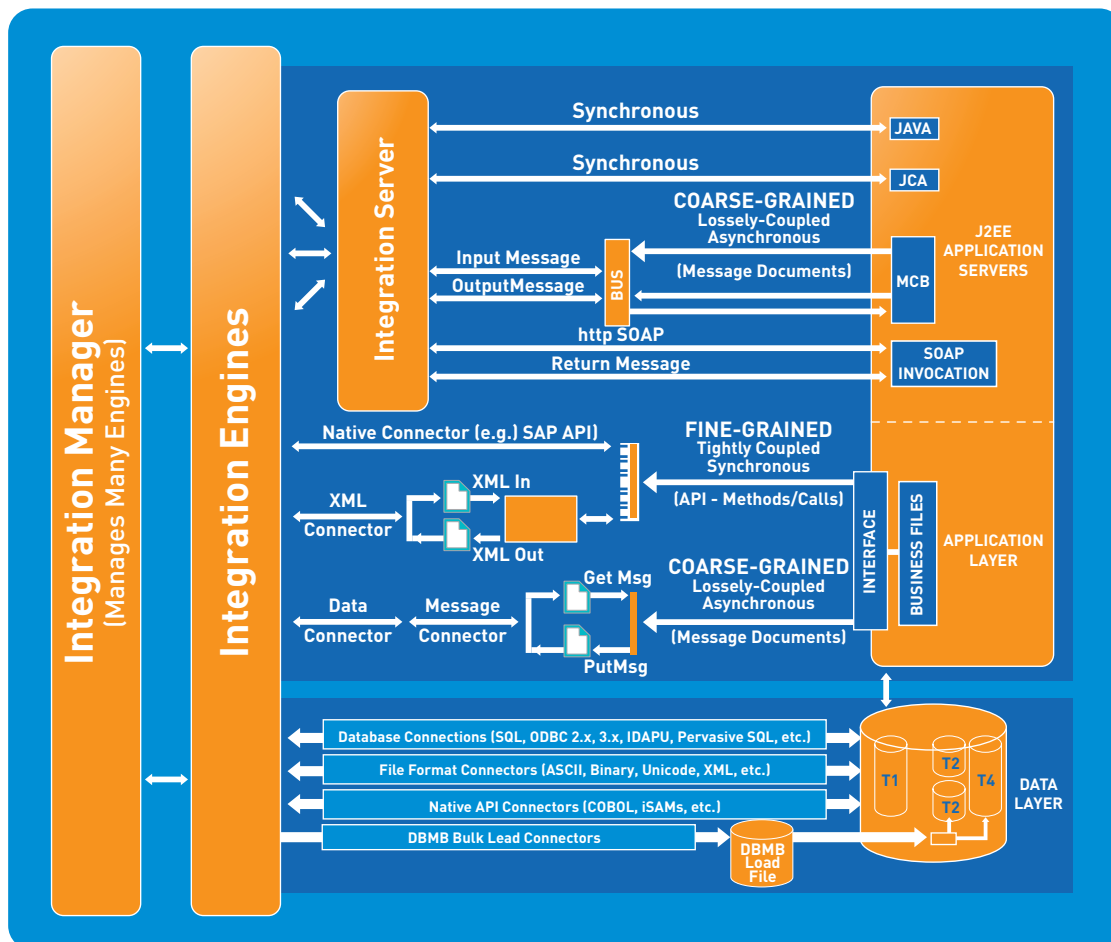 Integration Manager
(Manages Many Engines)
Integration Engines
Integration Server
Synchronous
JAVA
Synchronous
JCA
COARSE-GRAINED
Lossely-Coupled
Asynchronous
(Message Documents)
Input Message
OutputMessage
BUS
MCB
J2EE
APPLICATION
SERVERS
http SOAP
Return Message
SOAP
INVOCATION
Native Connector (e.g.) SAP API)
FINE-GRAINED
Tightly Coupled
Synchronous
(API - Methods/Calls)
XML
Connector
XML In
XML Out
INTERFACE
BUSINESS FILES
APPLICATION
LAYER
COARSE-GRAINED
Lossely-Coupled
Asynchronous
(Message Documents)
Data
Connector
Message
Connector
Get Msg
PutMsg
Database Connections (SQL, ODBC 2.x, 3.x, IDAPU, Pervasive SQL, etc.)
File Format Connectors (ASCII, Binary, Unicode, XML, etc.)
Native API Connectors (COBOL, iSAMs, etc.)
DBMB Bulk Lead Connectors
DBMB
Load
File
T1
T2
T2
T4
DATA
LAYER